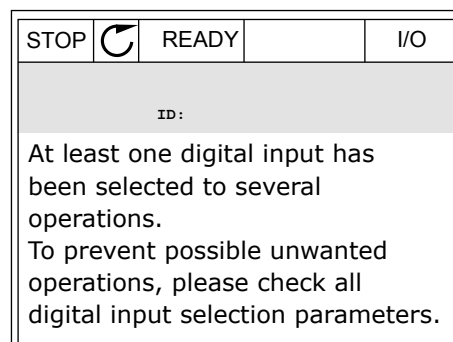 STOP READY I/O
ID:
At least one digital input has
been selected to several
operations.
To prevent possible unwanted
operations, please check all
digital input selection parameters.